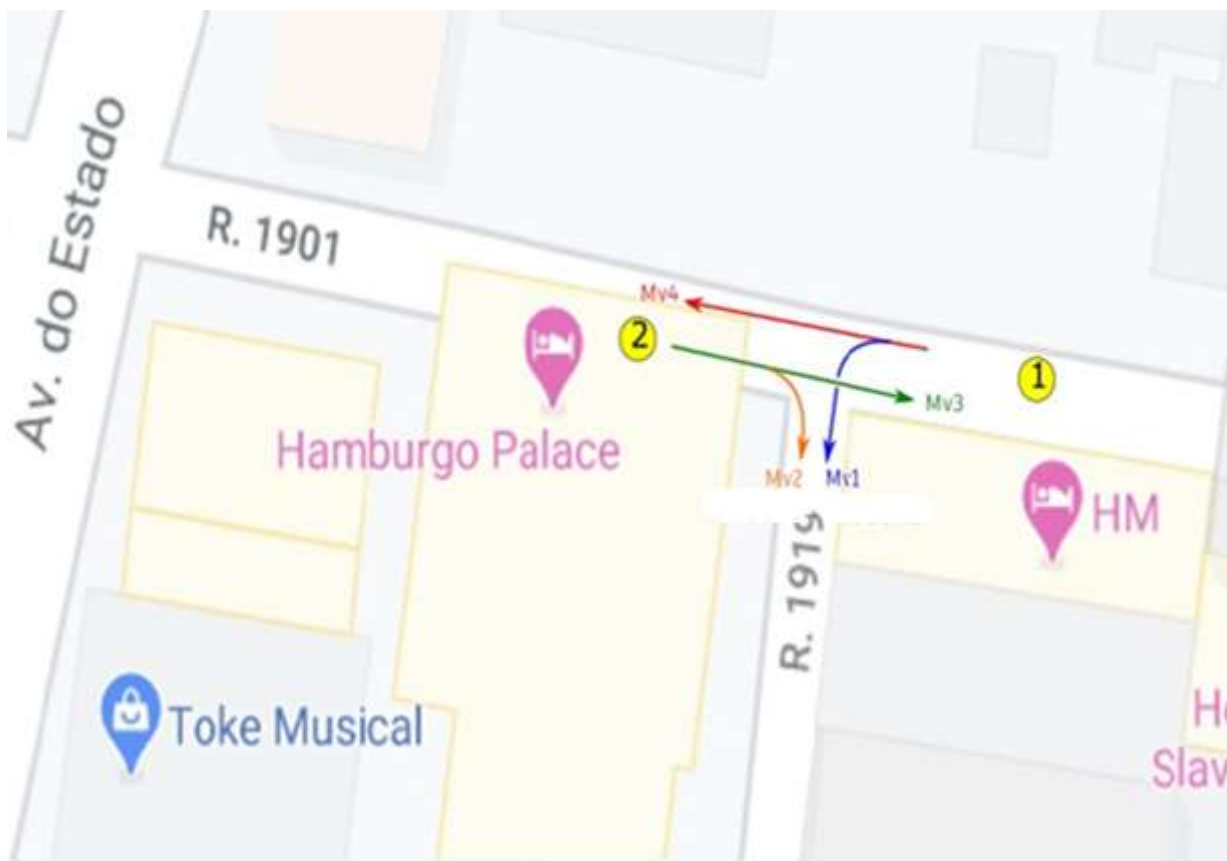 Av. do Estado
R. 1901
Mv4
2
1
Mv3
Hamburgo Palace
Mv2
Mv1
HM
R. 1919
Toke Musical